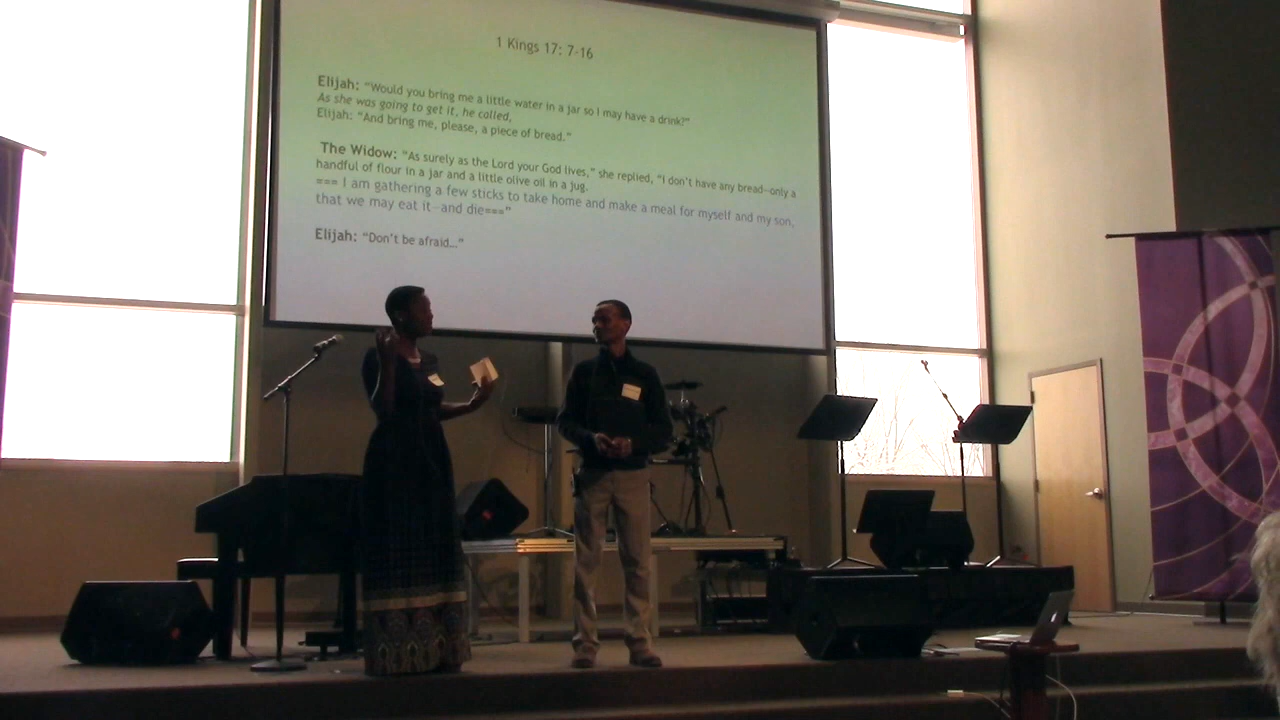 1 Kings 17: 7-16
Elijah: "Would you bring me a little water in a jar so I may have a drink?"
As she was going to get it, he called,
Elijah: "And bring me, please, a piece of bread."
The Widow: "As surely as the Lord your God lives," she replied, "I don't have any bread—only a
handful of flour in a jar and a little olive oil in a jug.
=== I am gathering a few sticks to take home and make a meal for myself and my son,
that we may eat it—and die==="
Elijah: "Don't be afraid…"